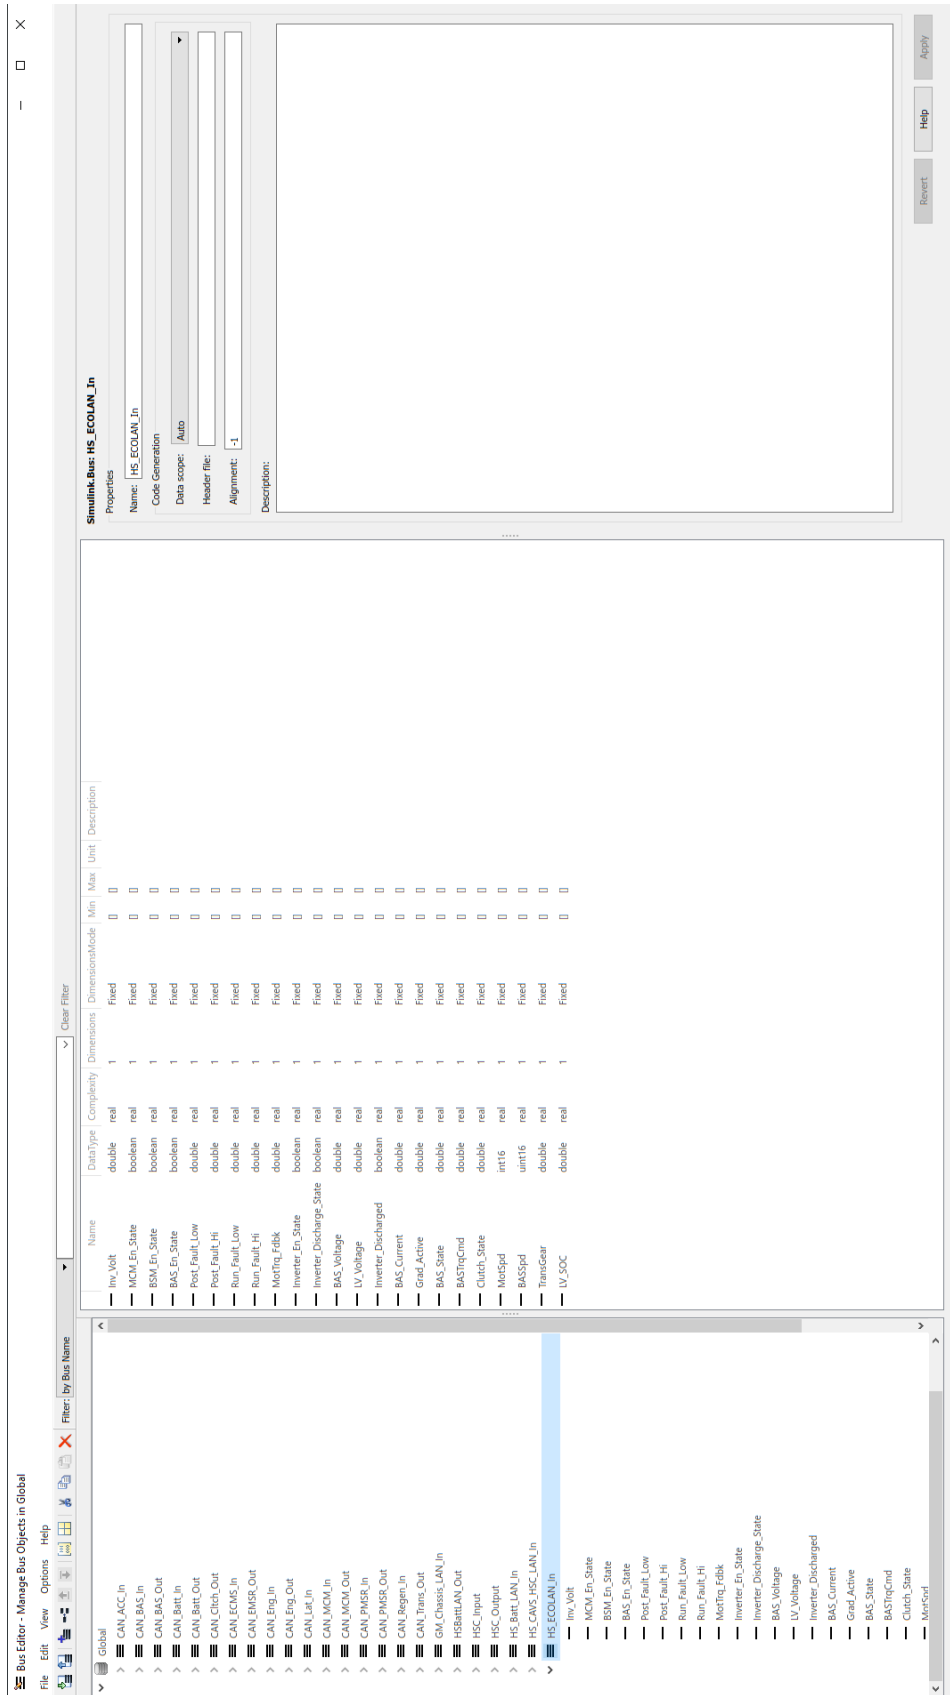 Bus Editor - Manage Bus Objects in Global
File Edit View Options Help
Filter: by Bus Name Clear Filter
Global
CAN_ACC_In
CAN_BAS_In
CAN_BAS_Out
CAN_Batt_In
CAN_Batt_Out
CAN_Cltch_Out
CAN_ECMS_In
CAN_EMSR_Out
CAN_Eng_In
CAN_Eng_Out
CAN_Lat_In
CAN_MCM_In
CAN_MCM_Out
CAN_PMSR_In
CAN_PMSR_Out
CAN_Regen_In
CAN_Trans_Out
GM_Chassis_LAN_In
HSBattLAN_Out
HSC_Input
HSC_Output
HS_Batt_LAN_In
HS_CAVS_HSC_LAN_In
HS_ECOLAN_In
Inv_Volt
MCM_En_State
BSM_En_State
BAS_En_State
Post_Fault_Low
Post_Fault_Hi
Run_Fault_Low
Run_Fault_Hi
MotTrq_Fdbk
Inverter_En_State
Inverter_Discharge_State
BAS_Voltage
LV_Voltage
Inverter_Discharged
BAS_Current
Grad_Active
BAS_State
BASTrqCmd
Clutch_State
MotSpd
Name DataType Complexity Dimensions DimensionsMode Min Max Unit Description
Inv_Volt double real 1 Fixed [] []
MCM_En_State boolean real 1 Fixed [] []
BSM_En_State boolean real 1 Fixed [] []
BAS_En_State boolean real 1 Fixed [] []
Post_Fault_Low double real 1 Fixed [] []
Post_Fault_Hi double real 1 Fixed [] []
Run_Fault_Low double real 1 Fixed [] []
Run_Fault_Hi double real 1 Fixed [] []
MotTrq_Fdbk double real 1 Fixed [] []
Inverter_En_State boolean real 1 Fixed [] []
Inverter_Discharge_State boolean real 1 Fixed [] []
BAS_Voltage double real 1 Fixed [] []
LV_Voltage double real 1 Fixed [] []
Inverter_Discharged boolean real 1 Fixed [] []
BAS_Current double real 1 Fixed [] []
Grad_Active double real 1 Fixed [] []
BAS_State double real 1 Fixed [] []
BASTrqCmd double real 1 Fixed [] []
Clutch_State double real 1 Fixed [] []
MotSpd int16 real 1 Fixed [] []
BASSpd uint16 real 1 Fixed [] []
TransGear double real 1 Fixed [] []
LV_SOC double real 1 Fixed [] []
Simulink.Bus: HS_ECOLAN_In
Properties
Name: HS_ECOLAN_In
Code Generation
Data scope: Auto
Header file:
Alignment: -1
Description:
Revert Help Apply